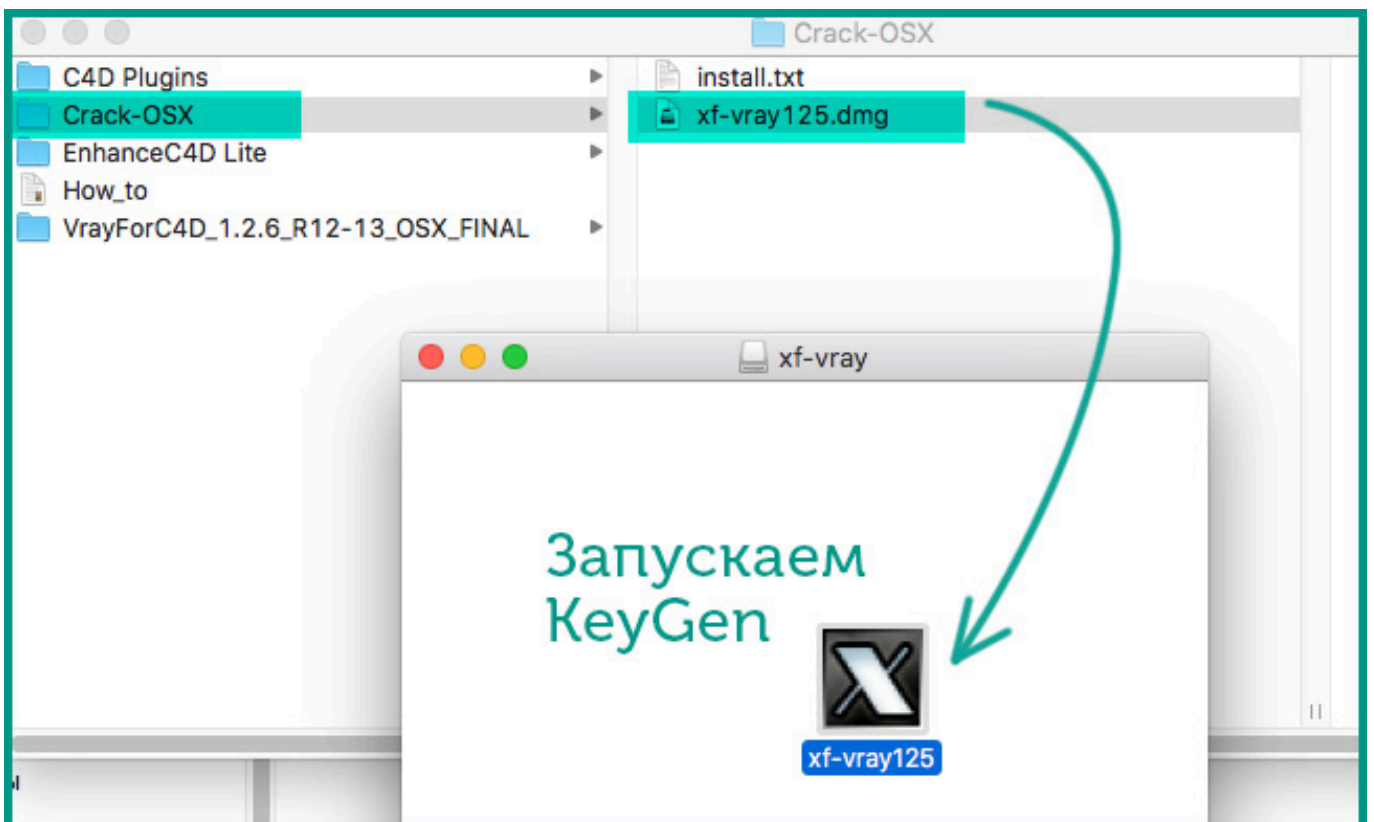 Crack-OSX
C4D Plugins
Crack-OSX
EnhanceC4D Lite
How_to
VrayForC4D_1.2.6_R12-13_OSX_FINAL
install.txt
xf-vray125.dmg
xf-vray
Запускаем
KeyGen
xf-vray125
ы